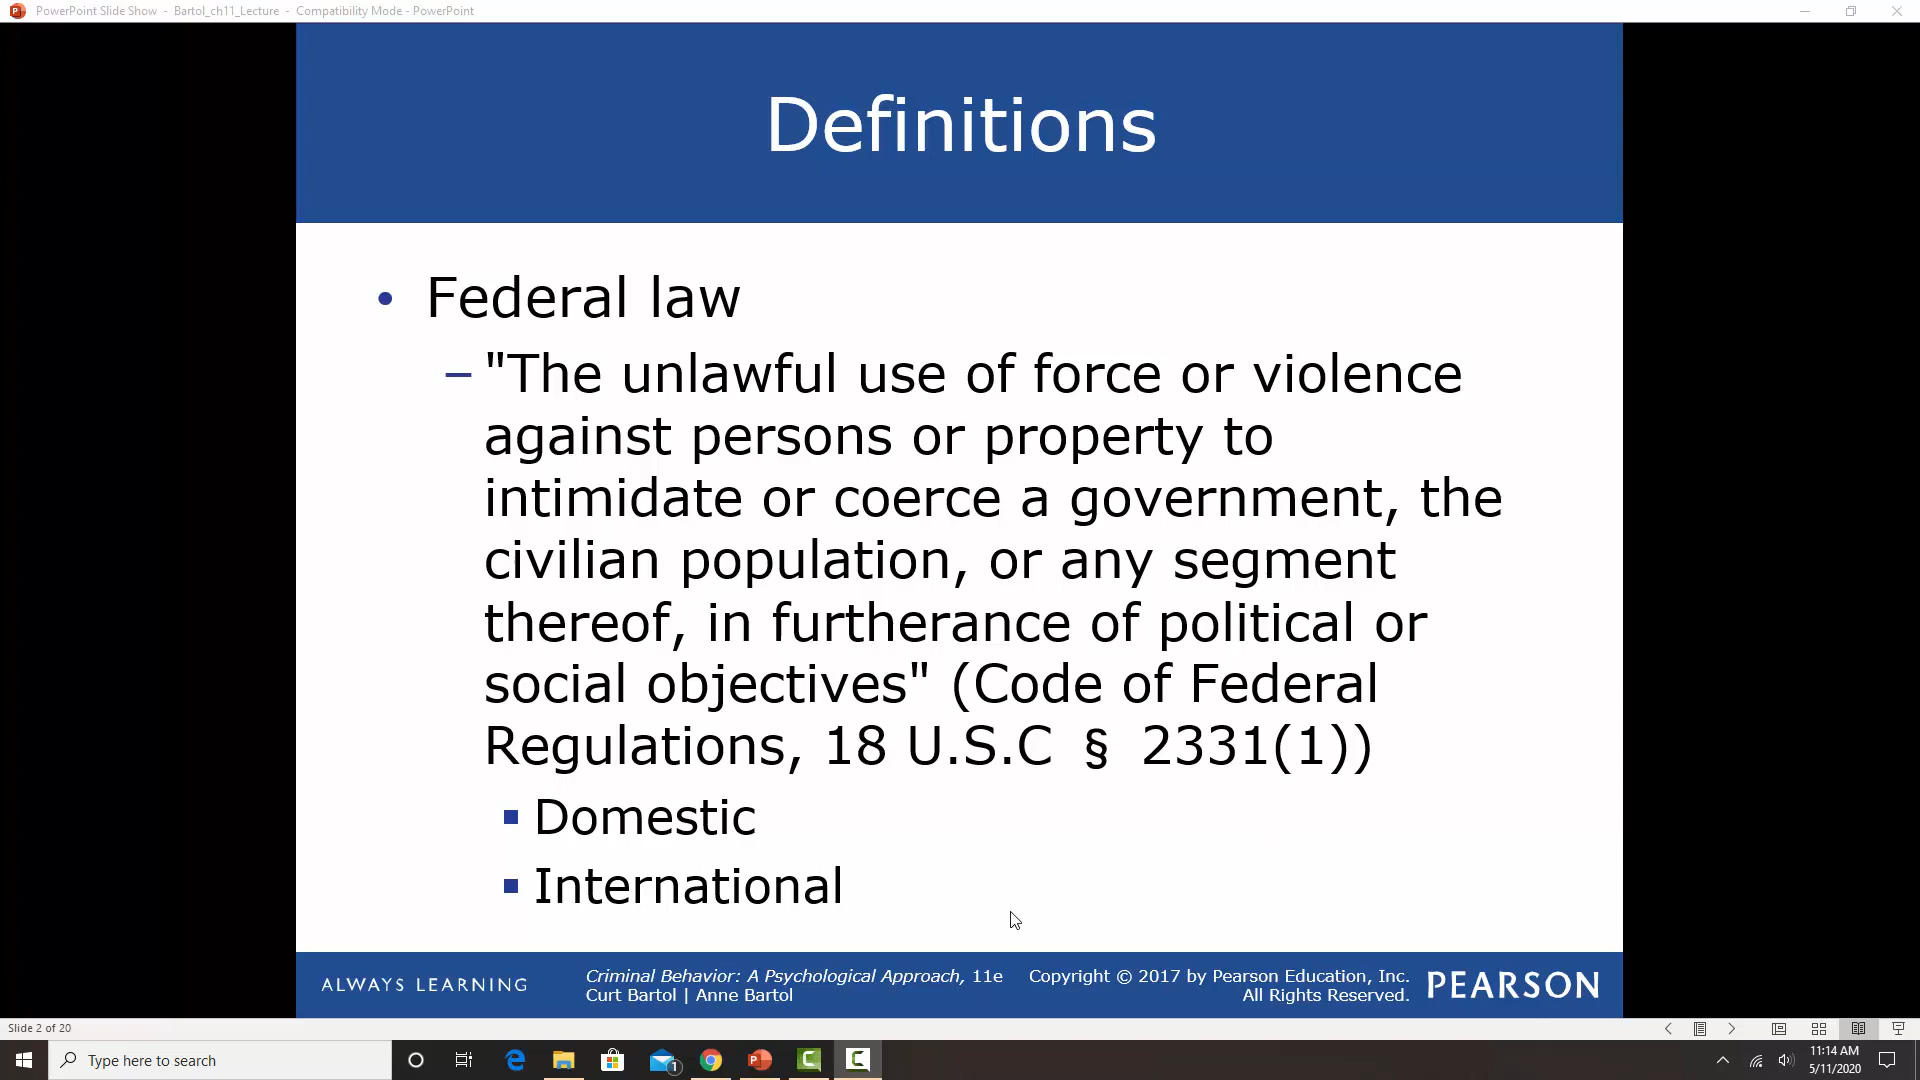 PowerPoint Slide Show - Bartol_ch11_Lecture - Compatibility Mode - PowerPoint
Definitions
• Federal law
– "The unlawful use of force or violence
against persons or property to
intimidate or coerce a government, the
civilian population, or any segment
thereof, in furtherance of political or
social objectives" (Code of Federal
Regulations, 18 U.S.C § 2331(1))
▪ Domestic
▪ International
ALWAYS LEARNING
Criminal Behavior: A Psychological Approach, 11e
Curt Bartol | Anne Bartol
Copyright © 2017 by Pearson Education, Inc.
All Rights Reserved.
PEARSON
Slide 2 of 20
Type here to search
1
11:14 AM
5/11/2020